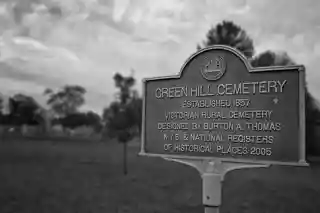 GREEN HILL CEMETERY
ESTABLISHED 1857
VICTORIAN RURAL CEMETERY
DESIGNED BY BURTON A. THOMAS
N.Y.S. & NATIONAL REGISTERS
OF HISTORICAL PLACES 2005